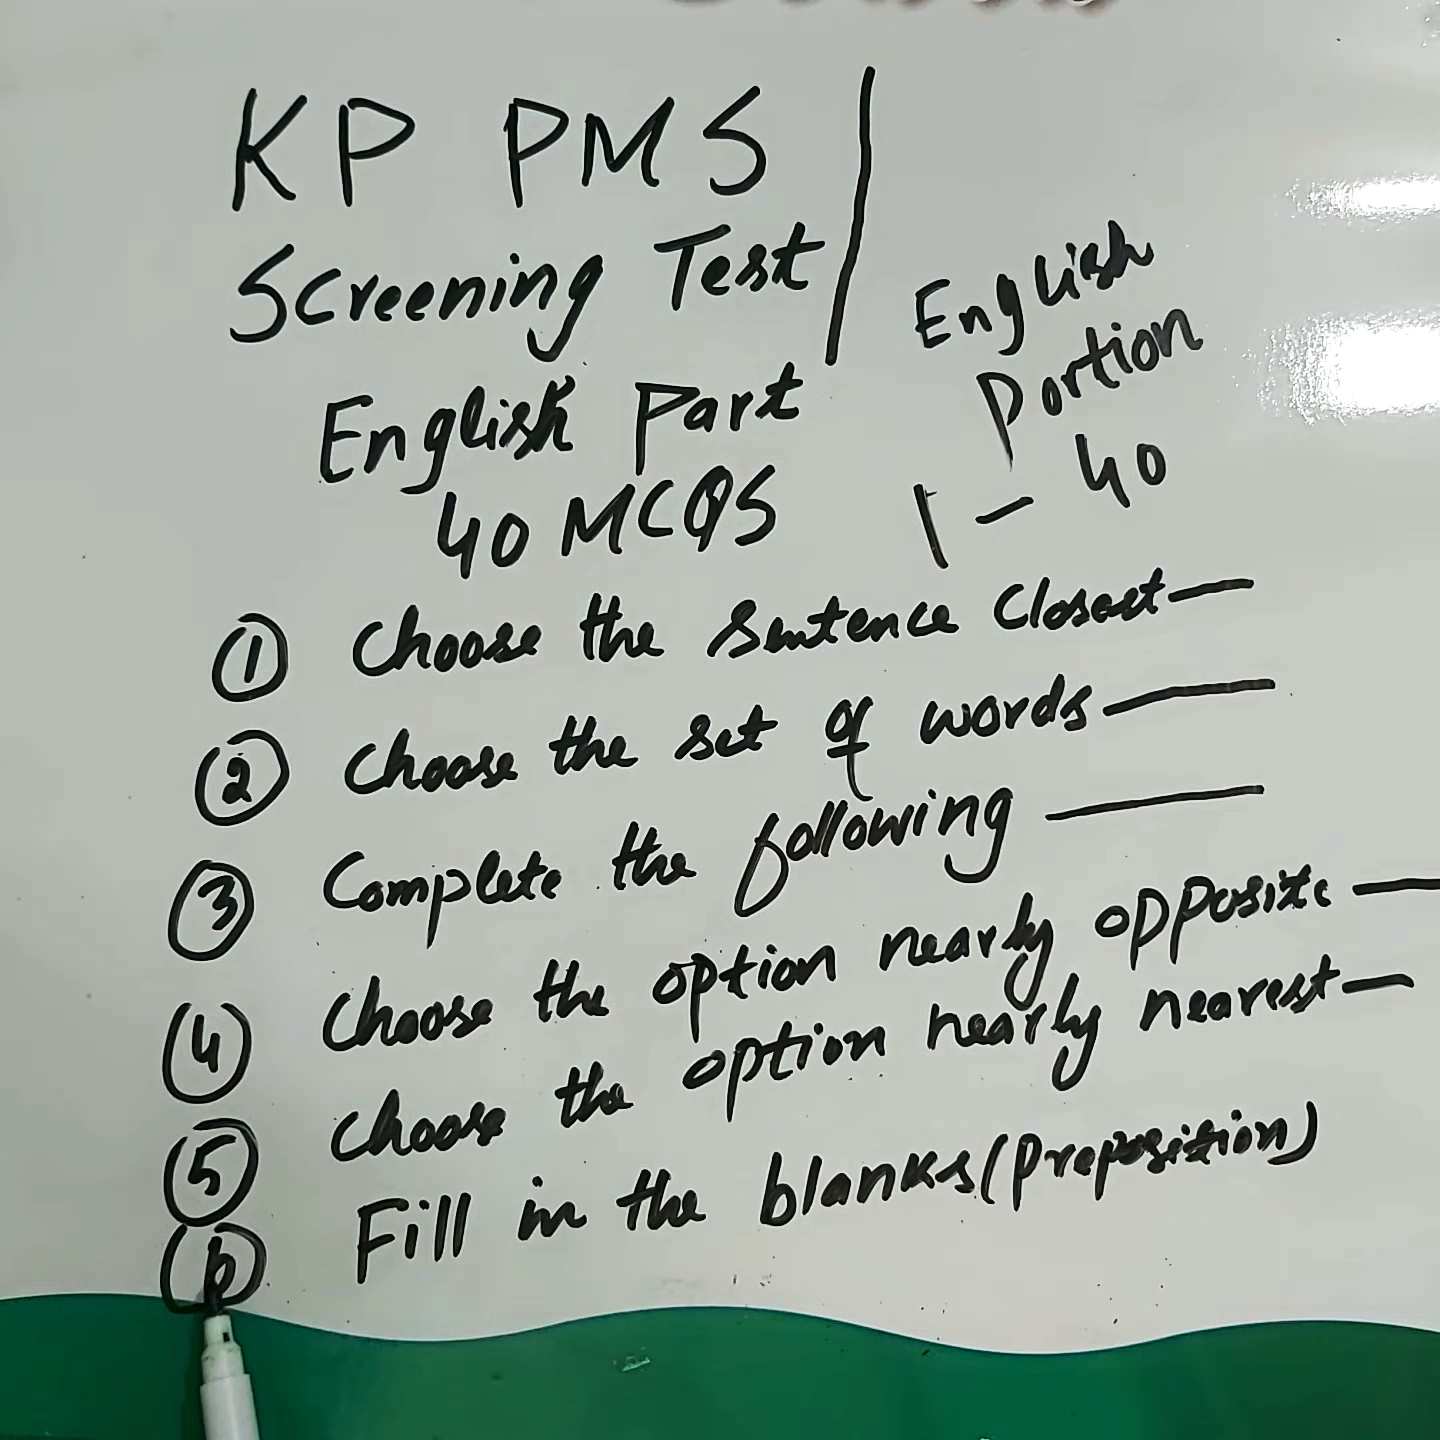 KP PMS
Screening Test
English Part
40 MCQS
English
Portion
1 - 40
① Choose the sentence closest —
② Choose the set of words —
③ Complete the following —
④ Choose the option nearly opposite —
⑤ Choose the option nearly nearest —
⑥ Fill in the blanks (Preposition)